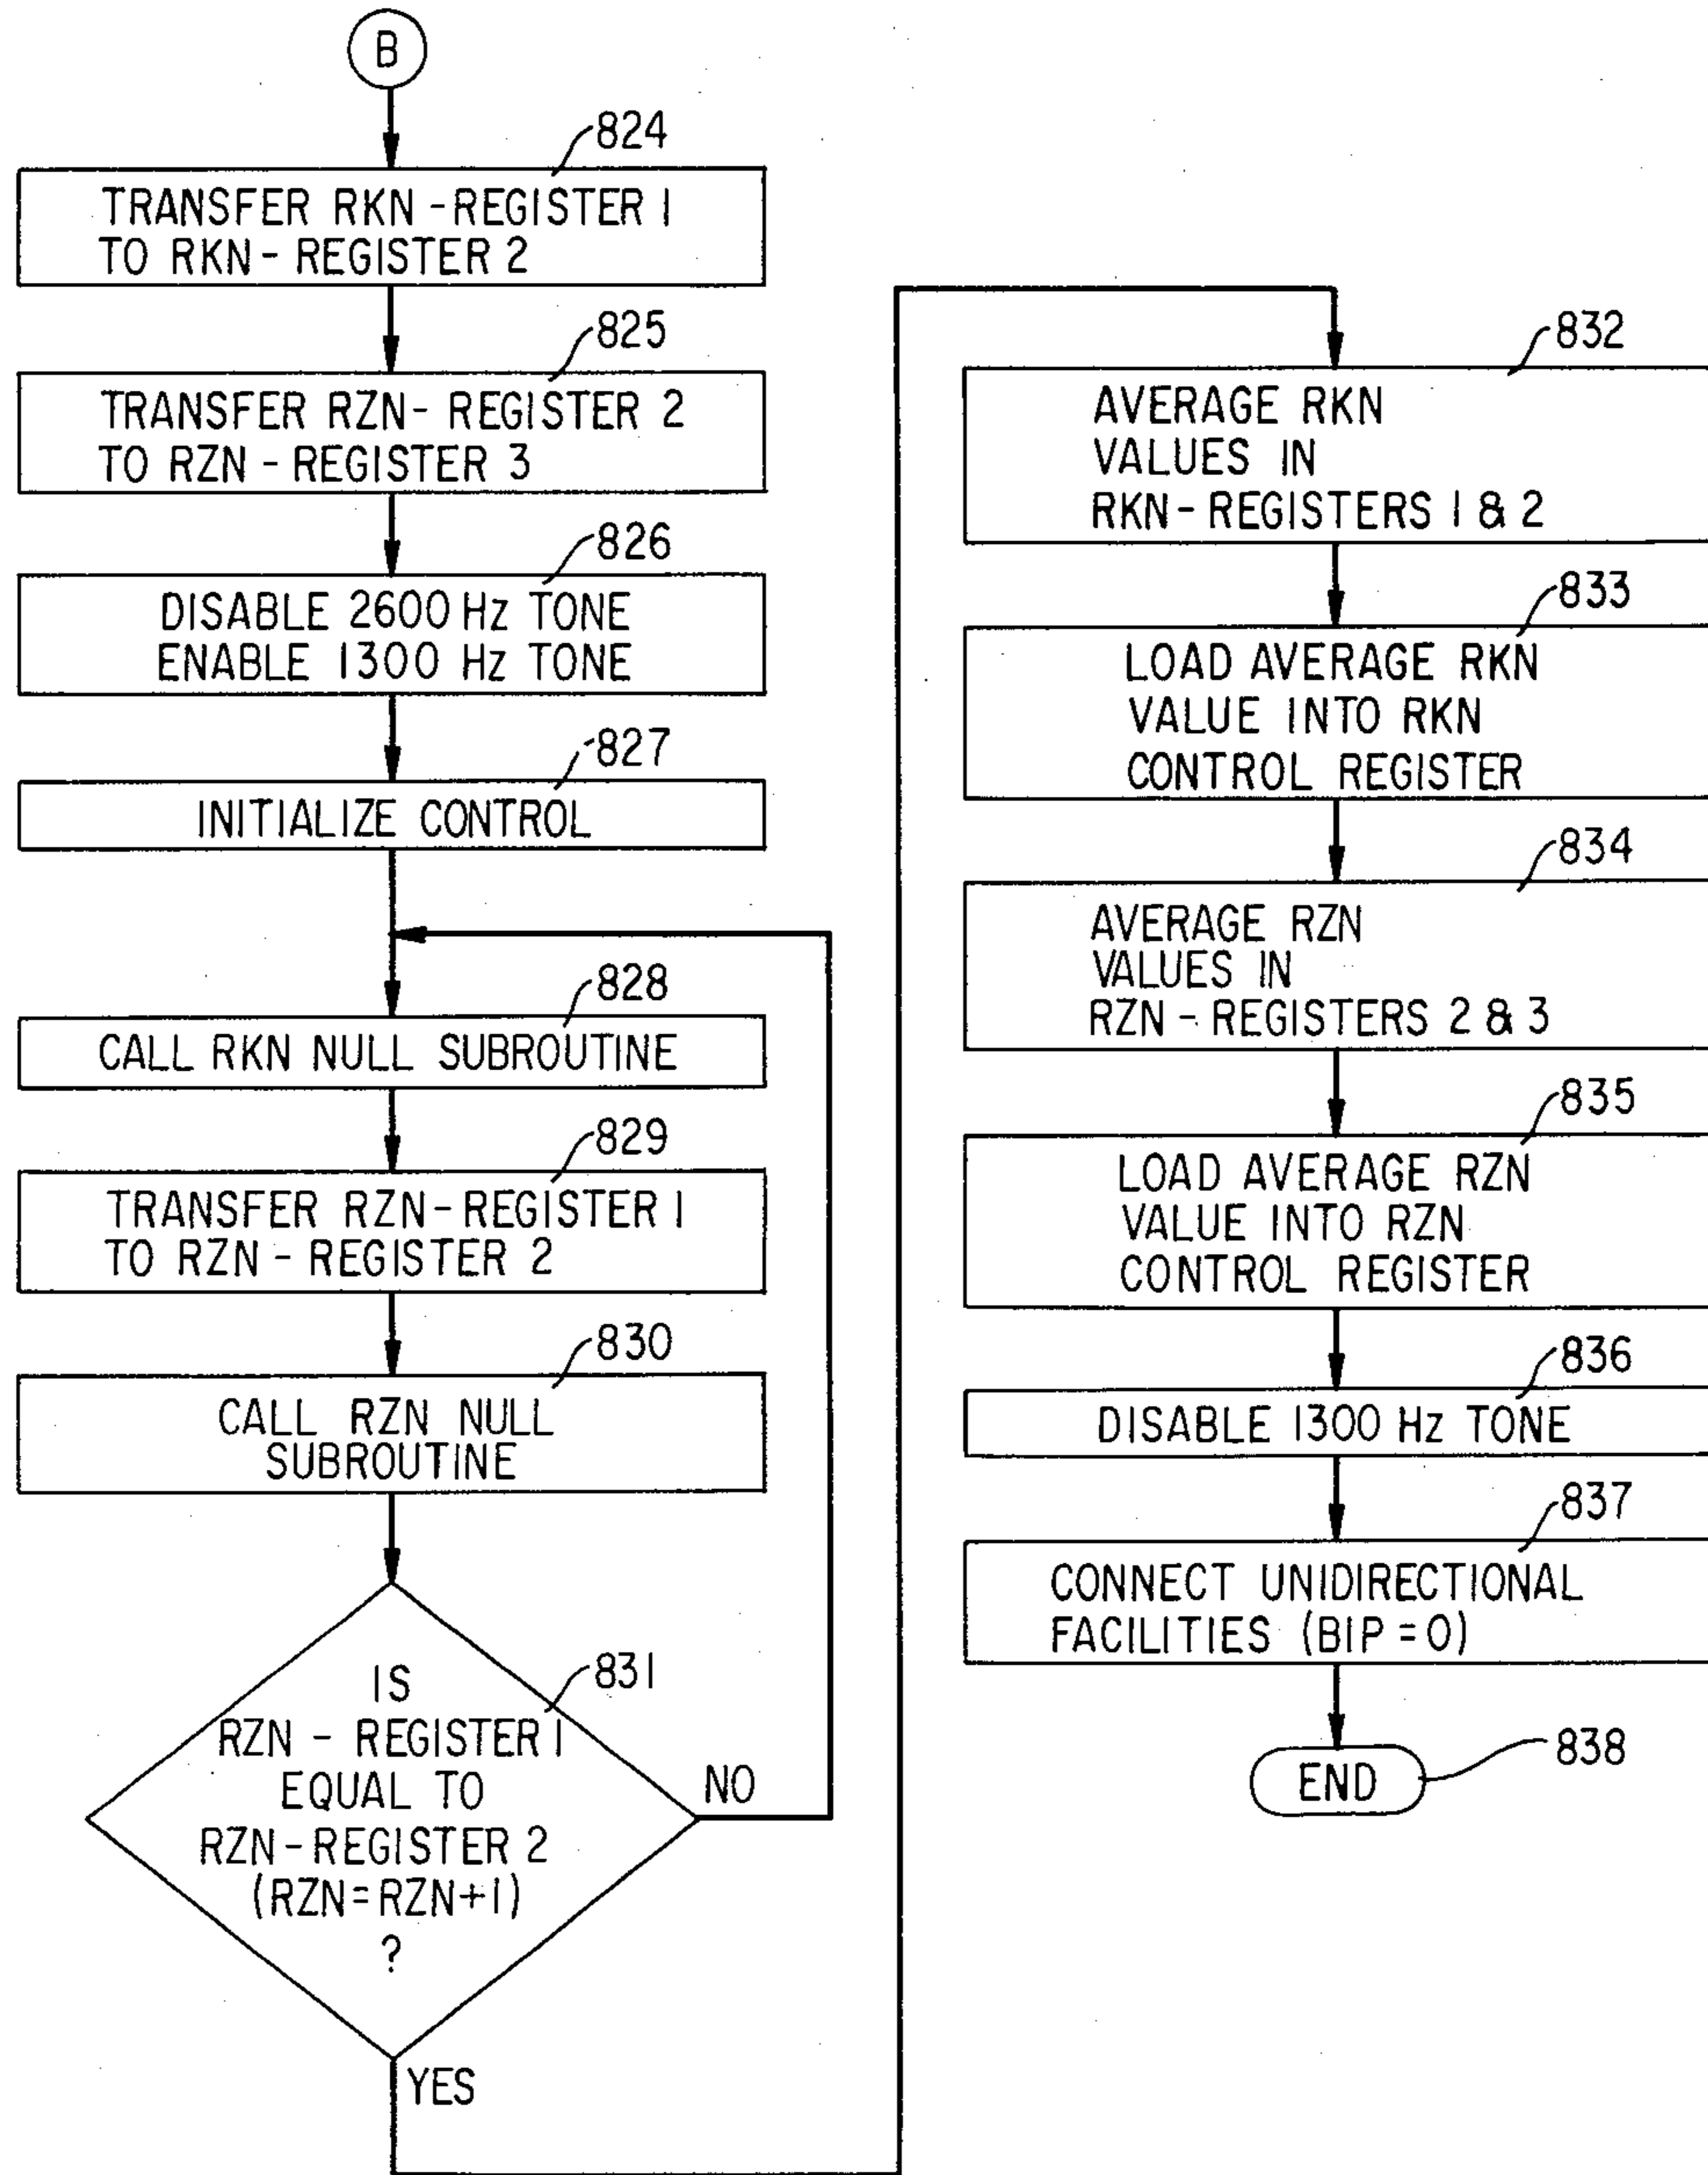 B
824
TRANSFER RKN-REGISTER 1
TO RKN-REGISTER 2
825
TRANSFER RZN-REGISTER 2
TO RZN-REGISTER 3
826
DISABLE 2600 Hz TONE
ENABLE 1300 Hz TONE
827
INITIALIZE CONTROL
828
CALL RKN NULL SUBROUTINE
829
TRANSFER RZN-REGISTER 1
TO RZN-REGISTER 2
830
CALL RZN NULL
SUBROUTINE
831
IS
RZN-REGISTER 1
EQUAL TO
RZN-REGISTER 2
(RZN=RZN+1)
?
NO
YES
832
AVERAGE RKN
VALUES IN
RKN-REGISTERS 1 & 2
833
LOAD AVERAGE RKN
VALUE INTO RKN
CONTROL REGISTER
834
AVERAGE RZN
VALUES IN
RZN-REGISTERS 2 & 3
835
LOAD AVERAGE RZN
VALUE INTO RZN
CONTROL REGISTER
836
DISABLE 1300 Hz TONE
837
CONNECT UNIDIRECTIONAL
FACILITIES (BIP=0)
END
838